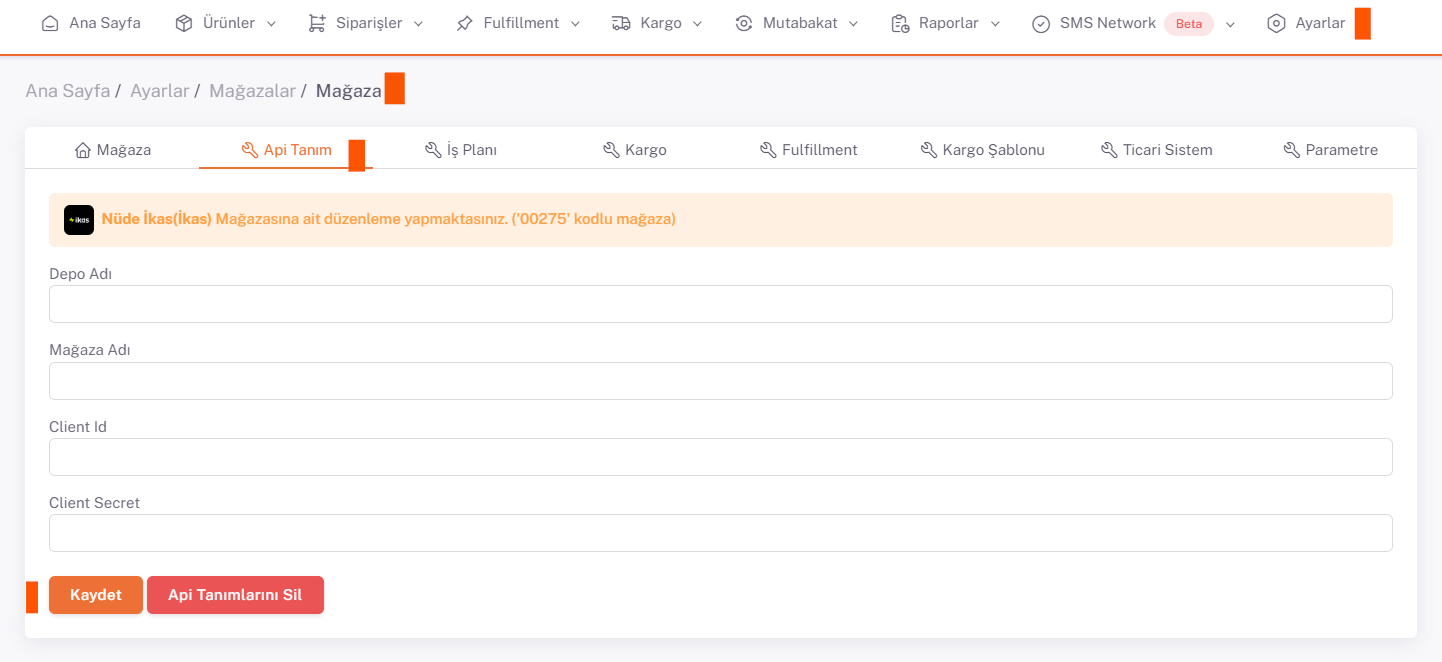 Ana Sayfa Ürünler Siparişler Fulfillment Kargo Mutabakat Raporlar SMS Network Beta Ayarlar
Ana Sayfa / Ayarlar / Mağazalar / Mağaza
Mağaza Api Tanım İş Planı Kargo Fulfillment Kargo Şablonu Ticari Sistem Parametre
ikas Nüde İkas(İkas) Mağazasına ait düzenleme yapmaktasınız. ('00275' kodlu mağaza)
Depo Adı
Mağaza Adı
Client Id
Client Secret
Kaydet Api Tanımlarını Sil